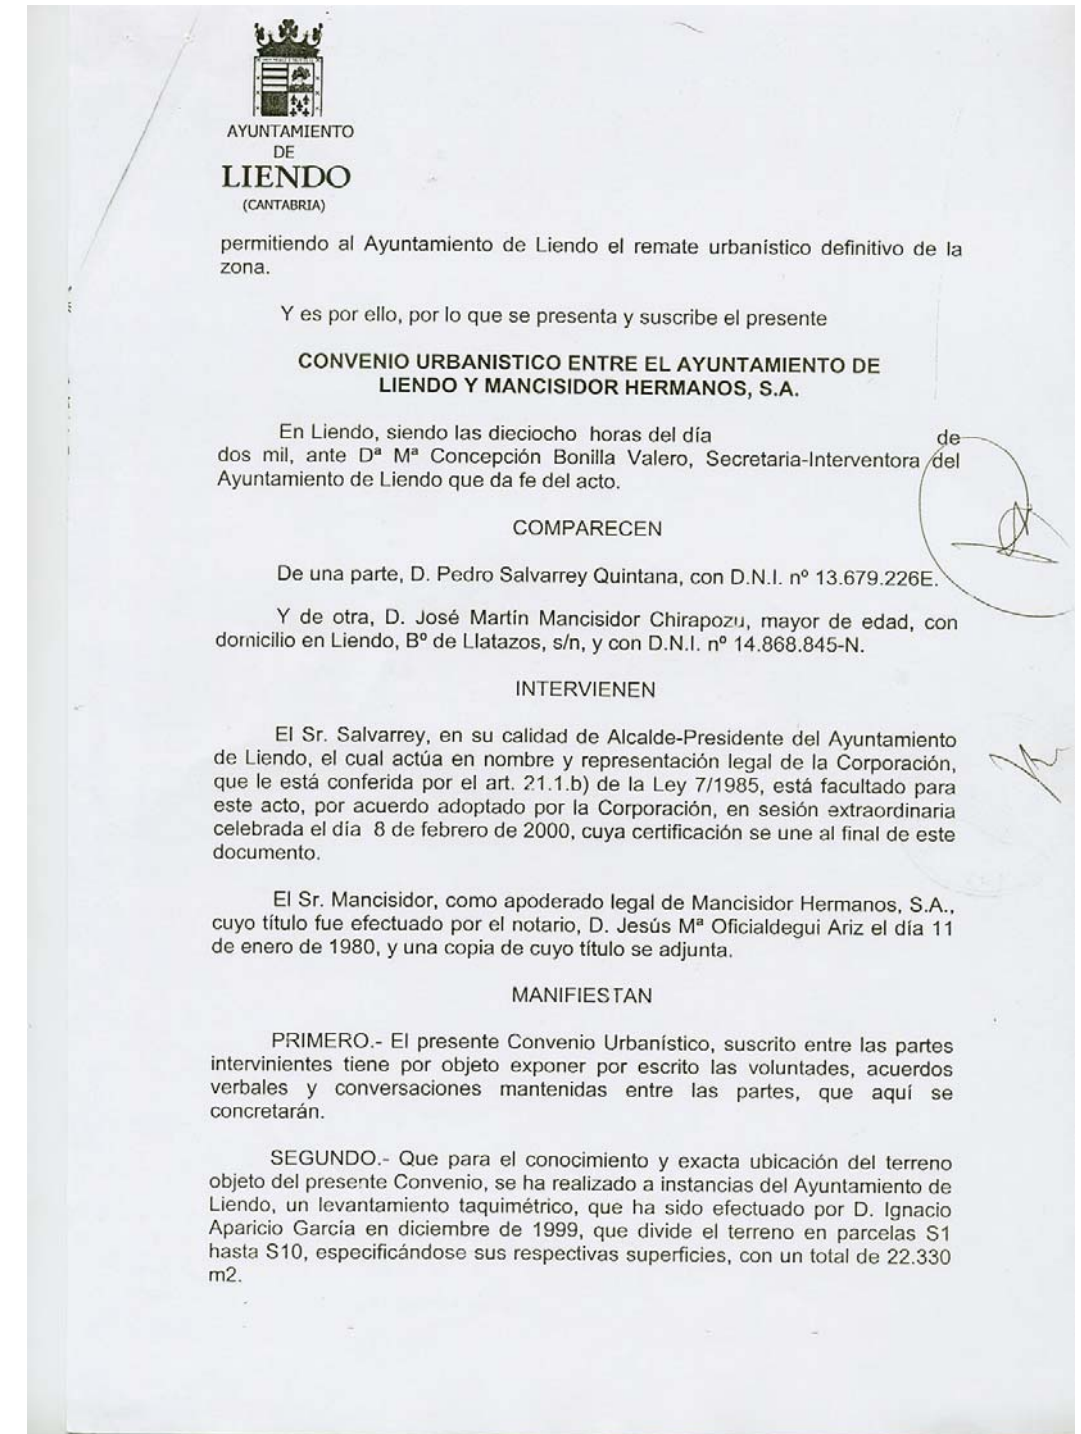 AYUNTAMIENTO
DE
LIENDO
(CANTABRIA)
permitiendo al Ayuntamiento de Liendo el remate urbanístico definitivo de la
zona.
Y es por ello, por lo que se presenta y suscribe el presente
CONVENIO URBANISTICO ENTRE EL AYUNTAMIENTO DE
LIENDO Y MANCISIDOR HERMANOS, S.A.
En Liendo, siendo las dieciocho horas del día de
dos mil, ante Dª Mª Concepción Bonilla Valero, Secretaria-Interventora del
Ayuntamiento de Liendo que da fe del acto.
COMPARECEN
De una parte, D. Pedro Salvarrey Quintana, con D.N.I. nº 13.679.226E.
Y de otra, D. José Martín Mancisidor Chirapozu, mayor de edad, con
domicilio en Liendo, Bº de Llatazos, s/n, y con D.N.I. nº 14.868.845-N.
INTERVIENEN
El Sr. Salvarrey, en su calidad de Alcalde-Presidente del Ayuntamiento
de Liendo, el cual actúa en nombre y representación legal de la Corporación,
que le está conferida por el art. 21.1.b) de la Ley 7/1985, está facultado para
este acto, por acuerdo adoptado por la Corporación, en sesión extraordinaria
celebrada el día 8 de febrero de 2000, cuya certificación se une al final de este
documento.
El Sr. Mancisidor, como apoderado legal de Mancisidor Hermanos, S.A.,
cuyo título fue efectuado por el notario, D. Jesús Mª Oficialdegui Ariz el día 11
de enero de 1980, y una copia de cuyo título se adjunta.
MANIFIESTAN
PRIMERO.- El presente Convenio Urbanístico, suscrito entre las partes
intervinientes tiene por objeto exponer por escrito las voluntades, acuerdos
verbales y conversaciones mantenidas entre las partes, que aquí se
concretarán.
SEGUNDO.- Que para el conocimiento y exacta ubicación del terreno
objeto del presente Convenio, se ha realizado a instancias del Ayuntamiento de
Liendo, un levantamiento taquimétrico, que ha sido efectuado por D. Ignacio
Aparicio García en diciembre de 1999, que divide el terreno en parcelas S1
hasta S10, especificándose sus respectivas superficies, con un total de 22.330
m2.